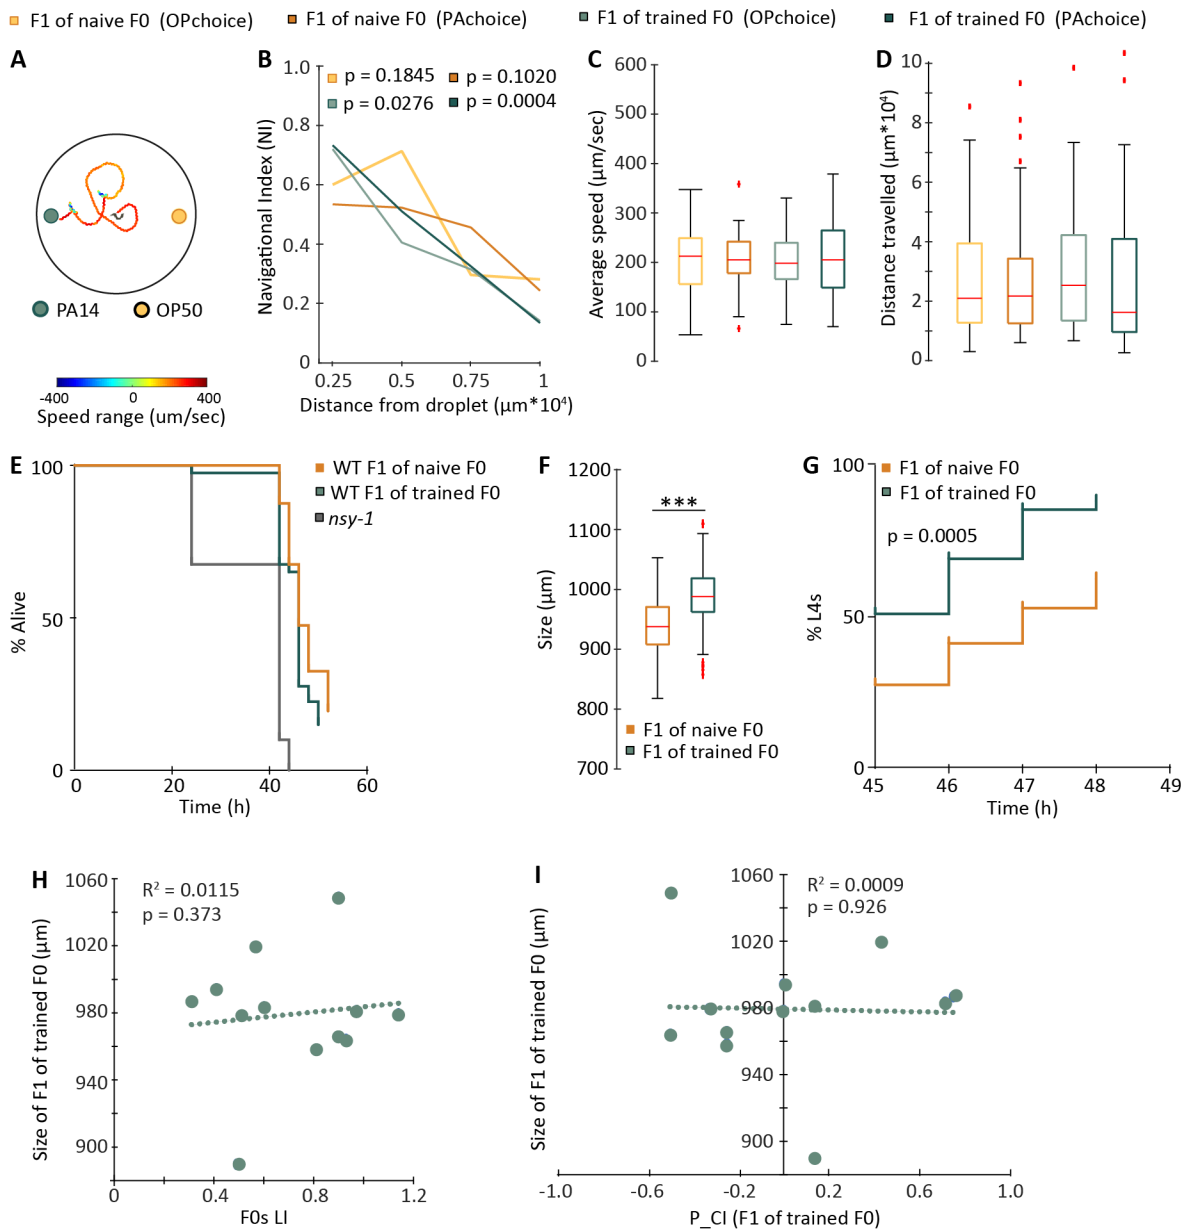 F1 of naive F0 (OPchoice)
F1 of naive F0 (PAchoice)
F1 of trained F0 (OPchoice)
F1 of trained F0 (PAchoice)
A
PA14
OP50
-400
0
400
Speed range (um/sec)
B
p = 0.1845
p = 0.1020
p = 0.0276
p = 0.0004
Navigational Index (NI)
1.0
0.8
0.6
0.4
0.2
0
0.25
0.5
0.75
1
Distance from droplet (µm*10⁴)
C
Average speed (µm/sec)
600
500
400
300
200
100
0
D
Distance travelled (µm*10⁴)
10
8
6
4
2
0
E
WT F1 of naive F0
WT F1 of trained F0
nsy-1
% Alive
100
50
0
0
20
40
60
Time (h)
F
***
Size (µm)
1200
1100
1000
900
800
700
F1 of naive F0
F1 of trained F0
G
F1 of naive F0
F1 of trained F0
p = 0.0005
% L4s
100
50
0
45
46
47
48
49
Time (h)
H
R² = 0.0115
p = 0.373
Size of F1 of trained F0 (µm)
1060
1020
980
940
900
0
0.4
0.8
1.2
F0s LI
I
R² = 0.0009
p = 0.926
Size of F1 of trained F0 (µm)
1060
1020
980
940
900
-1.0
-0.6
-0.2
0.2
0.6
1.0
P_CI (F1 of trained F0)